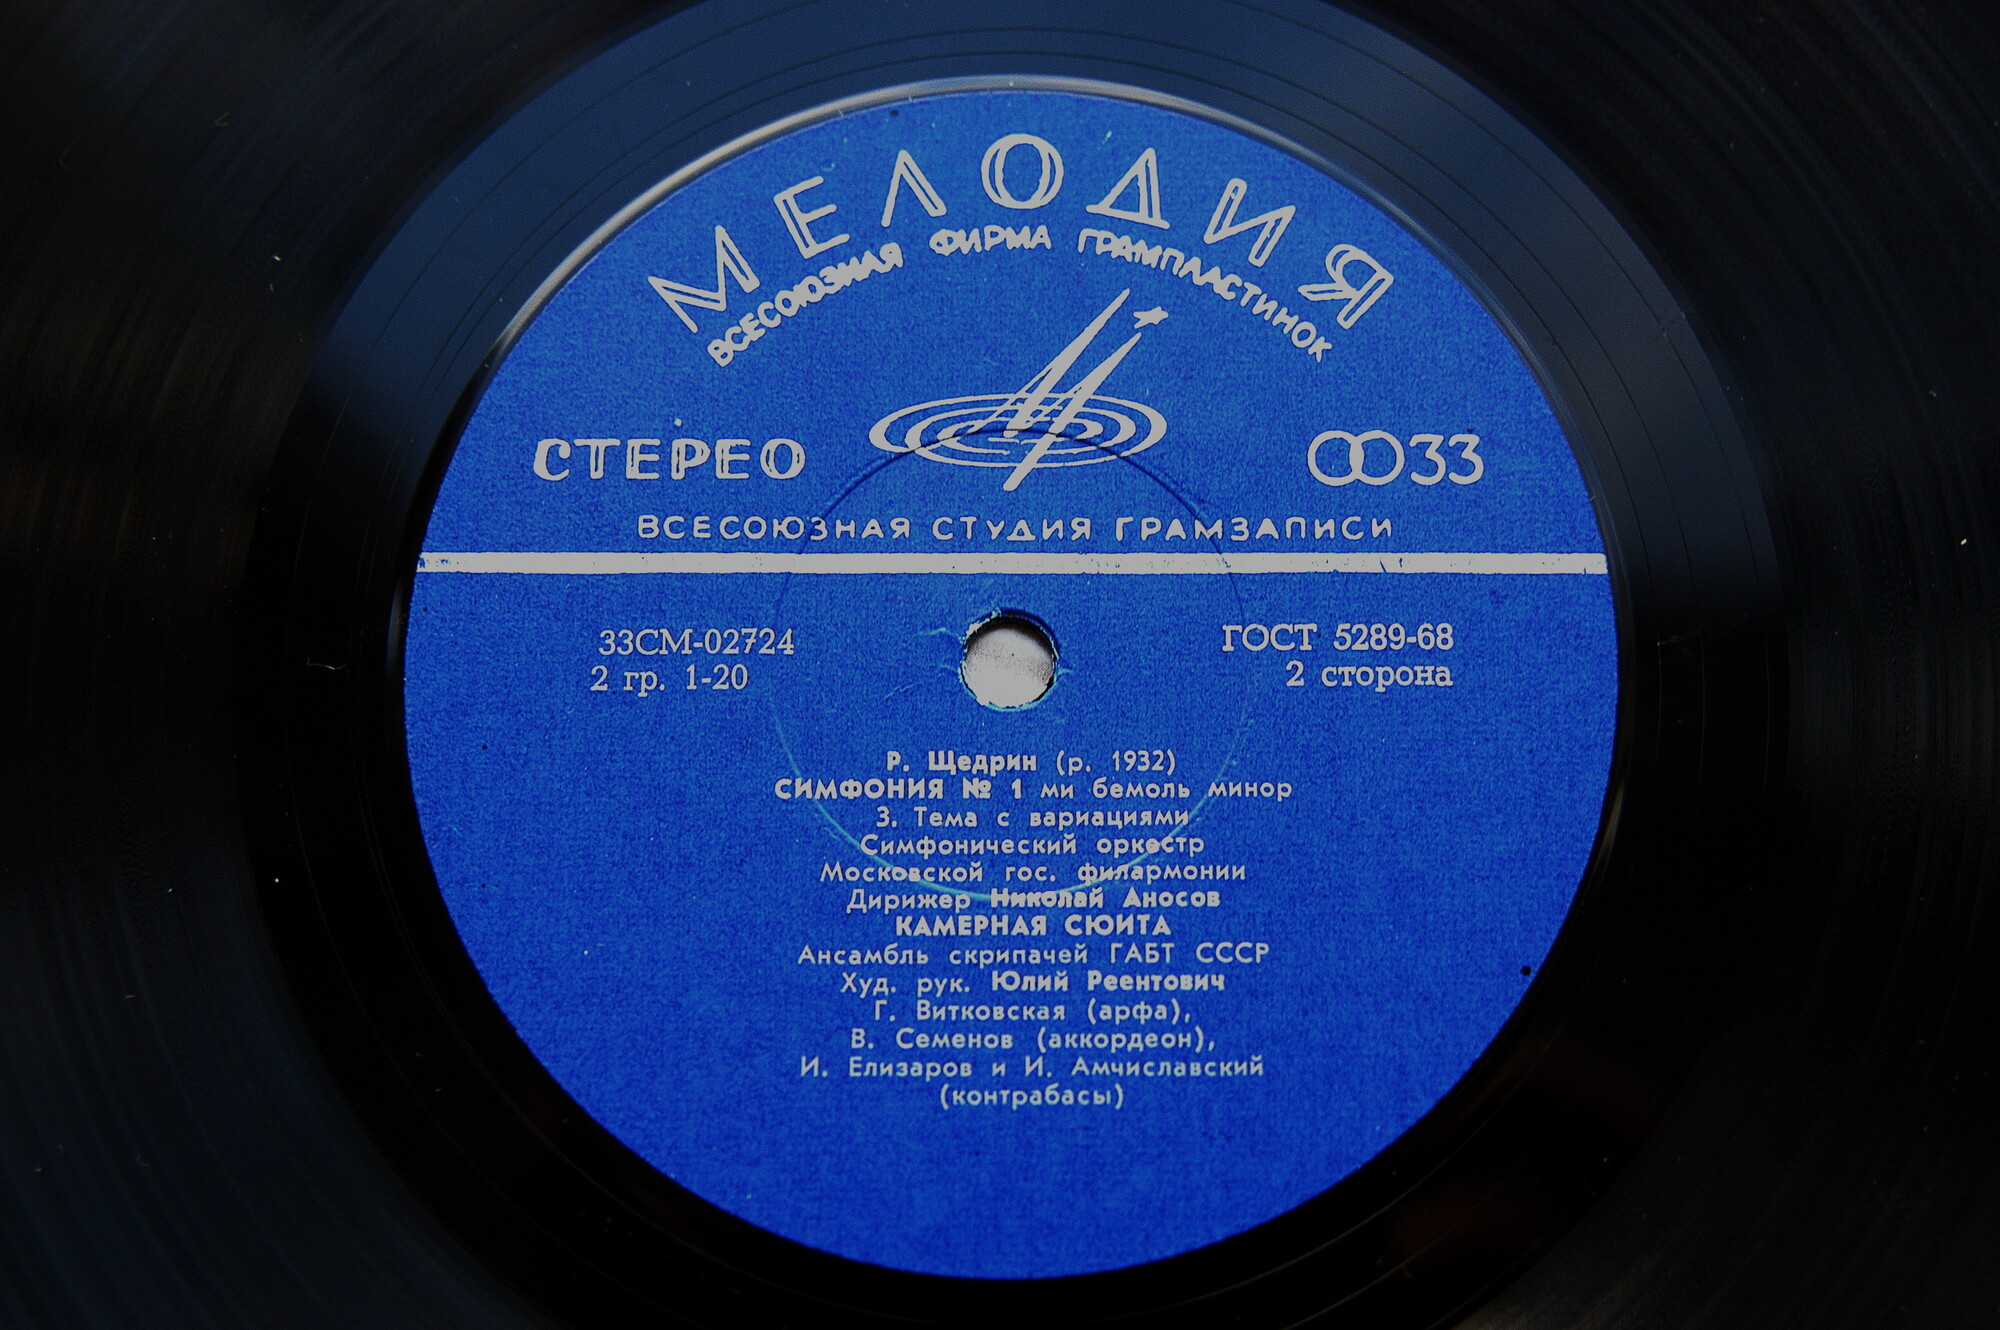 МЕЛОДИЯ
ВСЕСОЮЗНАЯ ФИРМА ГРАМПЛАСТИНОК
СТЕРЕО
33
ВСЕСОЮЗНАЯ СТУДИЯ ГРАМЗАПИСИ
33СМ-02724
2 гр. 1-20
ГОСТ 5289-68
2 сторона
Р. Щедрин (р. 1932)
СИМФОНИЯ № 1 ми бемоль минор
3. Тема с вариациями
Симфонический оркестр
Московской гос. филармонии
Дирижер Николай Аносов
КАМЕРНАЯ СЮИТА
Ансамбль скрипачей ГАБТ СССР
Худ. рук. Юлий Реентович
Г. Витковская (арфа),
В. Семенов (аккордеон),
И. Елизаров и И. Амчиславский
(контрабасы)